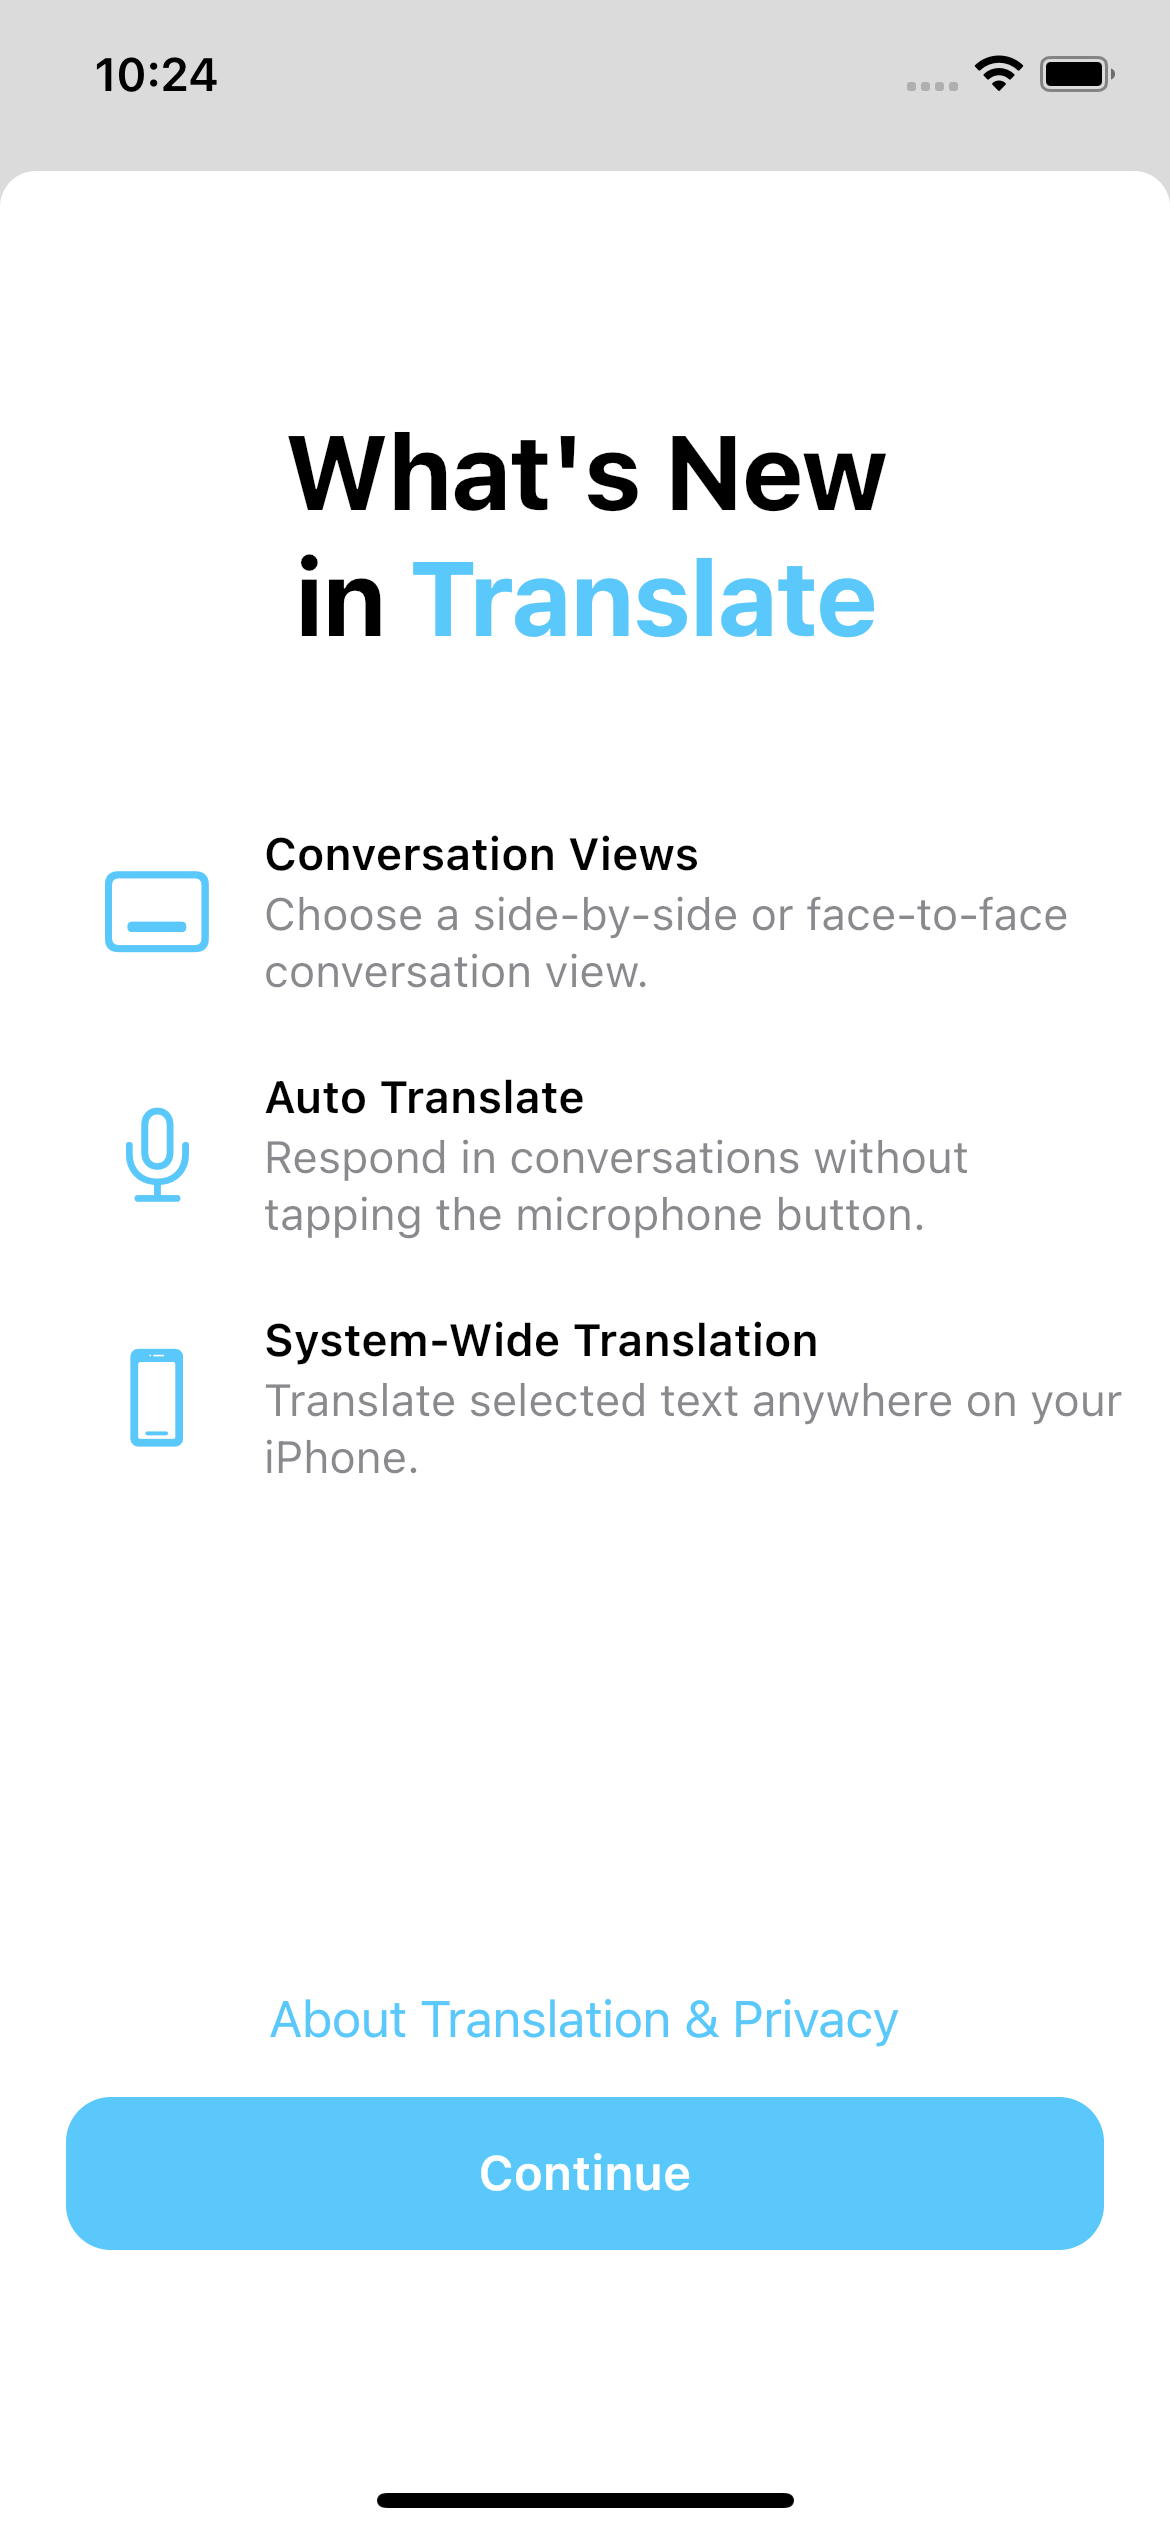 10:24
What's New
in Translate
Conversation Views
Choose a side-by-side or face-to-face
conversation view.
Auto Translate
Respond in conversations without
tapping the microphone button.
System-Wide Translation
Translate selected text anywhere on your
iPhone.
About Translation & Privacy
Continue